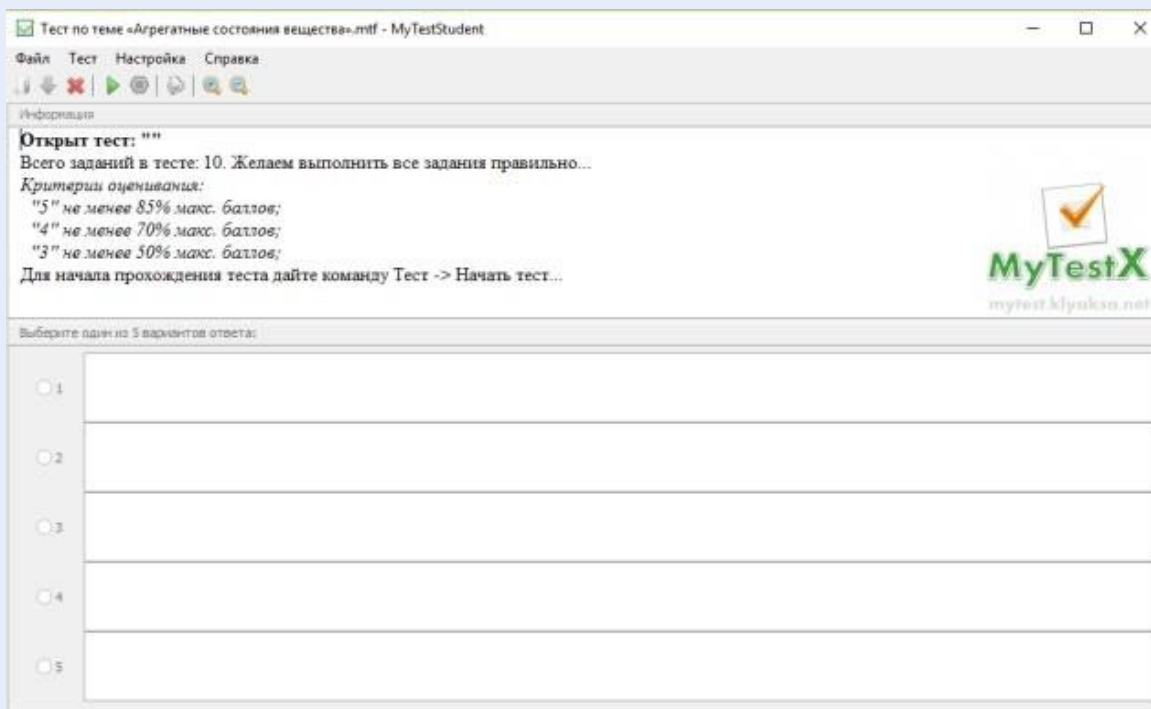 Тест по теме «Агрегатные состояния вещества».mtf - MyTestStudent
Файл Тест Настройка Справка
Информация
Открыт тест: ""
Всего заданий в тесте: 10. Желаем выполнить все задания правильно...
Критерии оценивания:
"5" не менее 85% макс. баллов;
"4" не менее 70% макс. баллов;
"3" не менее 50% макс. баллов;
Для начала прохождения теста дайте команду Тест -> Начать тест...
MyTestX
mytest.klyaksa.net
Выберите один из 5 вариантов ответа:
1
2
3
4
5